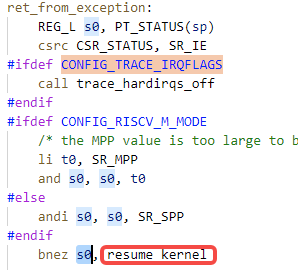 ret_from_exception:
REG_L s0, PT_STATUS(sp)
csrc CSR_STATUS, SR_IE
#ifdef CONFIG_TRACE_IRQFLAGS
call trace_hardirqs_off
#endif
#ifdef CONFIG_RISCV_M_MODE
/* the MPP value is too large to b
li t0, SR_MPP
and s0, s0, t0
#else
andi s0, s0, SR_SPP
#endif
bnez s0, resume_kernel